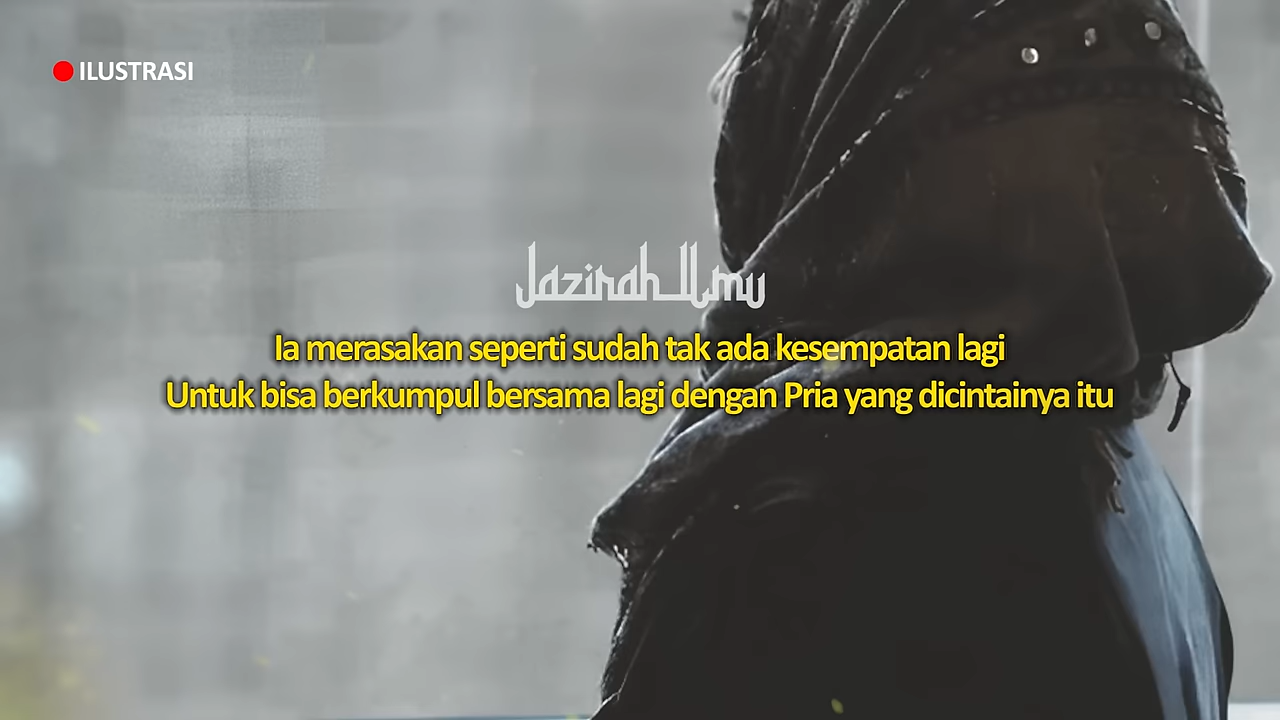 ILUSTRASI
Jazirah Ilmu
Ia merasakan seperti sudah tak ada kesempatan lagi
Untuk bisa berkumpul bersama lagi dengan Pria yang dicintainya itu